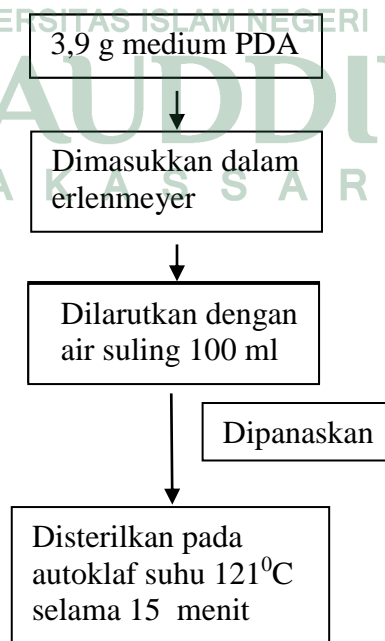 ERSITAS ISLAM NEGERI
3,9 g medium PDA
AUDDI
Dimasukkan dalam
erlenmeyer
A K A S S A R
Dilarutkan dengan
air suling 100 ml
Dipanaskan
Disterilkan pada
autoklaf suhu 121⁰C
selama 15 menit